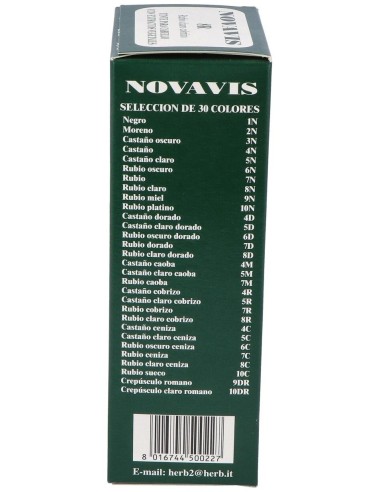 NOVAVIS
8R
NOVAVIS
SELECCION DE 30 COLORES
Negro 1N
Moreno 2N
Castaño oscuro 3N
Castaño 4N
Castaño claro 5N
Rubio oscuro 6N
Rubio 7N
Rubio claro 8N
Rubio miel 9N
Rubio platino 10N
Castaño dorado 4D
Castaño claro dorado 5D
Rubio oscuro dorado 6D
Rubio dorado 7D
Rubio claro dorado 8D
Castaño caoba 4M
Castaño claro caoba 5M
Rubio caoba 7M
Castaño cobrizo 4R
Castaño claro cobrizo 5R
Rubio cobrizo 7R
Rubio claro cobrizo 8R
Castaño ceniza 4C
Castaño claro ceniza 5C
Rubio oscuro ceniza 6C
Rubio ceniza 7C
Rubio claro ceniza 8C
Rubio sueco 10C
Crepúsculo romano 9DR
Crepúsculo claro romano 10DR
8 016744 500227
E-mail: herb2@herb.it